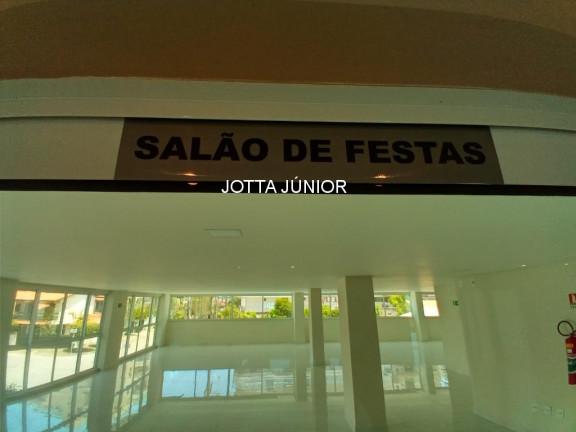 SALÃO DE FESTAS
JOTTA JÚNIOR